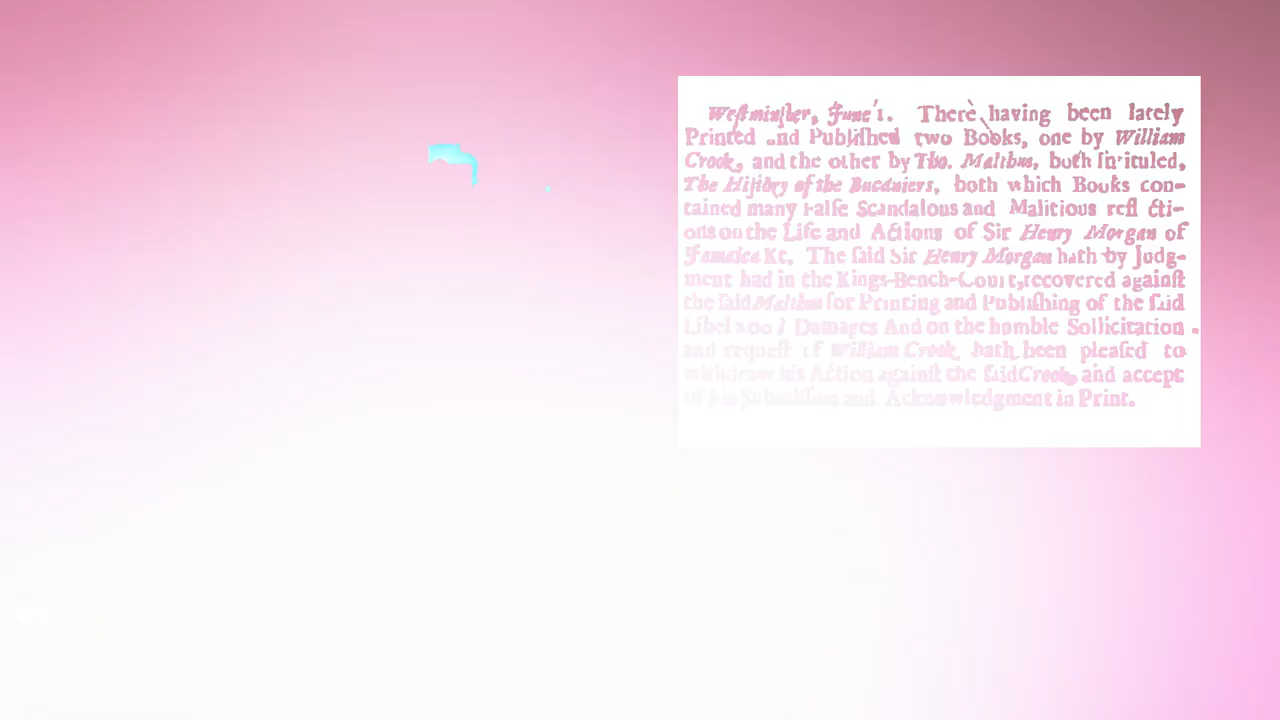 Weſtminſter, June 1. There having been lately
Printed and Publiſhed two Books, one by William
Crook, and the other by Tho. Malthus, both Intituled,
The Hiſtory of the Bucaniers, both which Books con-
tained many Falſe Scandalous and Malitious refl cti-
ons on the Life and Actions of Sir Henry Morgan of
Jamaica Kt. The ſaid Sir Henry Morgan hath by Judg-
ment had in the Kings-Bench-Court, recovered againſt
the ſaid Malthus for Printing and Publiſhing of the ſaid
Libel 200 l Damages And on the humble Sollicitation
and requeſt of William Crook, hath been pleaſed to
withdraw his Action againſt the ſaid Crook, and accept
of his Submiſſion and Acknowledgment in Print.